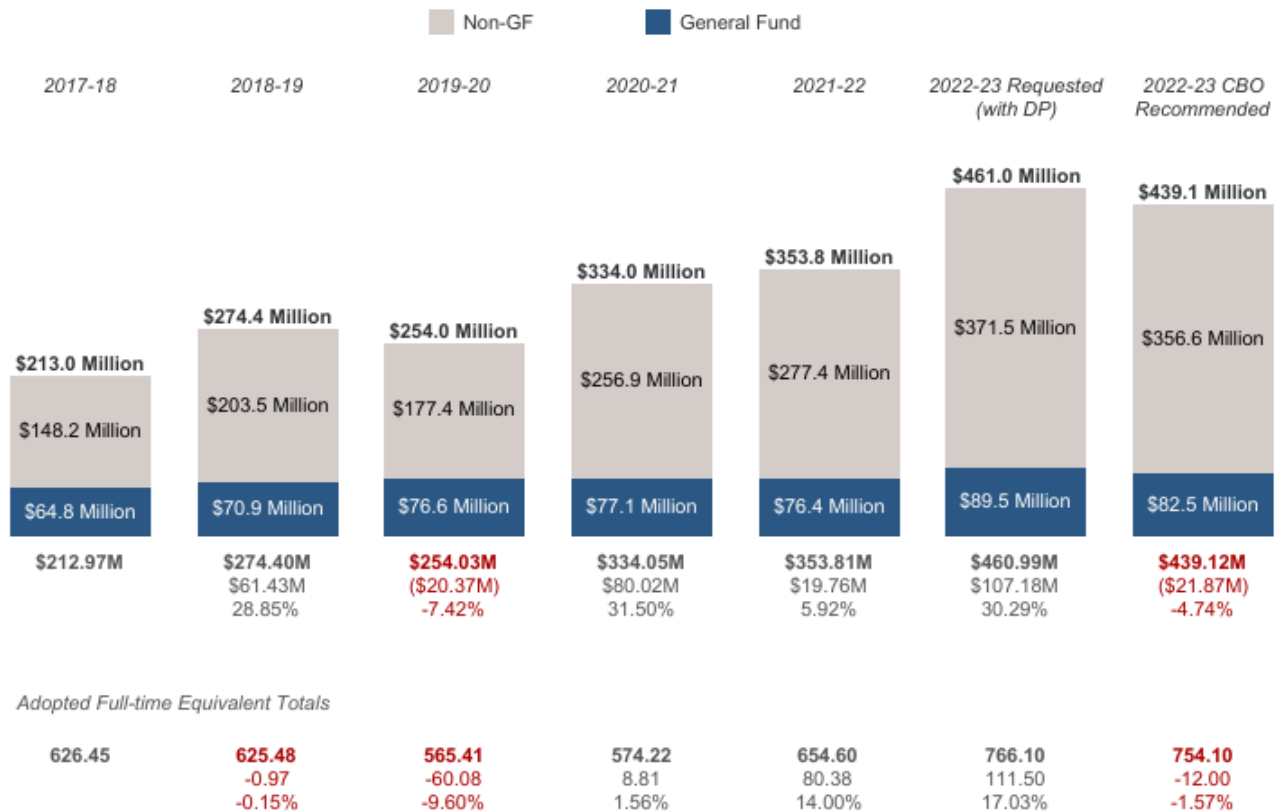 Non-GF General Fund
2017-18 2018-19 2019-20 2020-21 2021-22 2022-23 Requested 2022-23 CBO
(with DP) Recommended
$461.0 Million
$439.1 Million
$353.8 Million
$334.0 Million
$371.5 Million
$356.6 Million
$274.4 Million
$254.0 Million
$277.4 Million
$256.9 Million
$213.0 Million
$203.5 Million
$177.4 Million
$148.2 Million
$64.8 Million $70.9 Million $76.6 Million $77.1 Million $76.4 Million $89.5 Million $82.5 Million
$212.97M $274.40M $254.03M $334.05M $353.81M $460.99M $439.12M
$61.43M ($20.37M) $80.02M $19.76M $107.18M ($21.87M)
28.85% -7.42% 31.50% 5.92% 30.29% -4.74%
Adopted Full-time Equivalent Totals
626.45 625.48 565.41 574.22 654.60 766.10 754.10
-0.97 -60.08 8.81 80.38 111.50 -12.00
-0.15% -9.60% 1.56% 14.00% 17.03% -1.57%